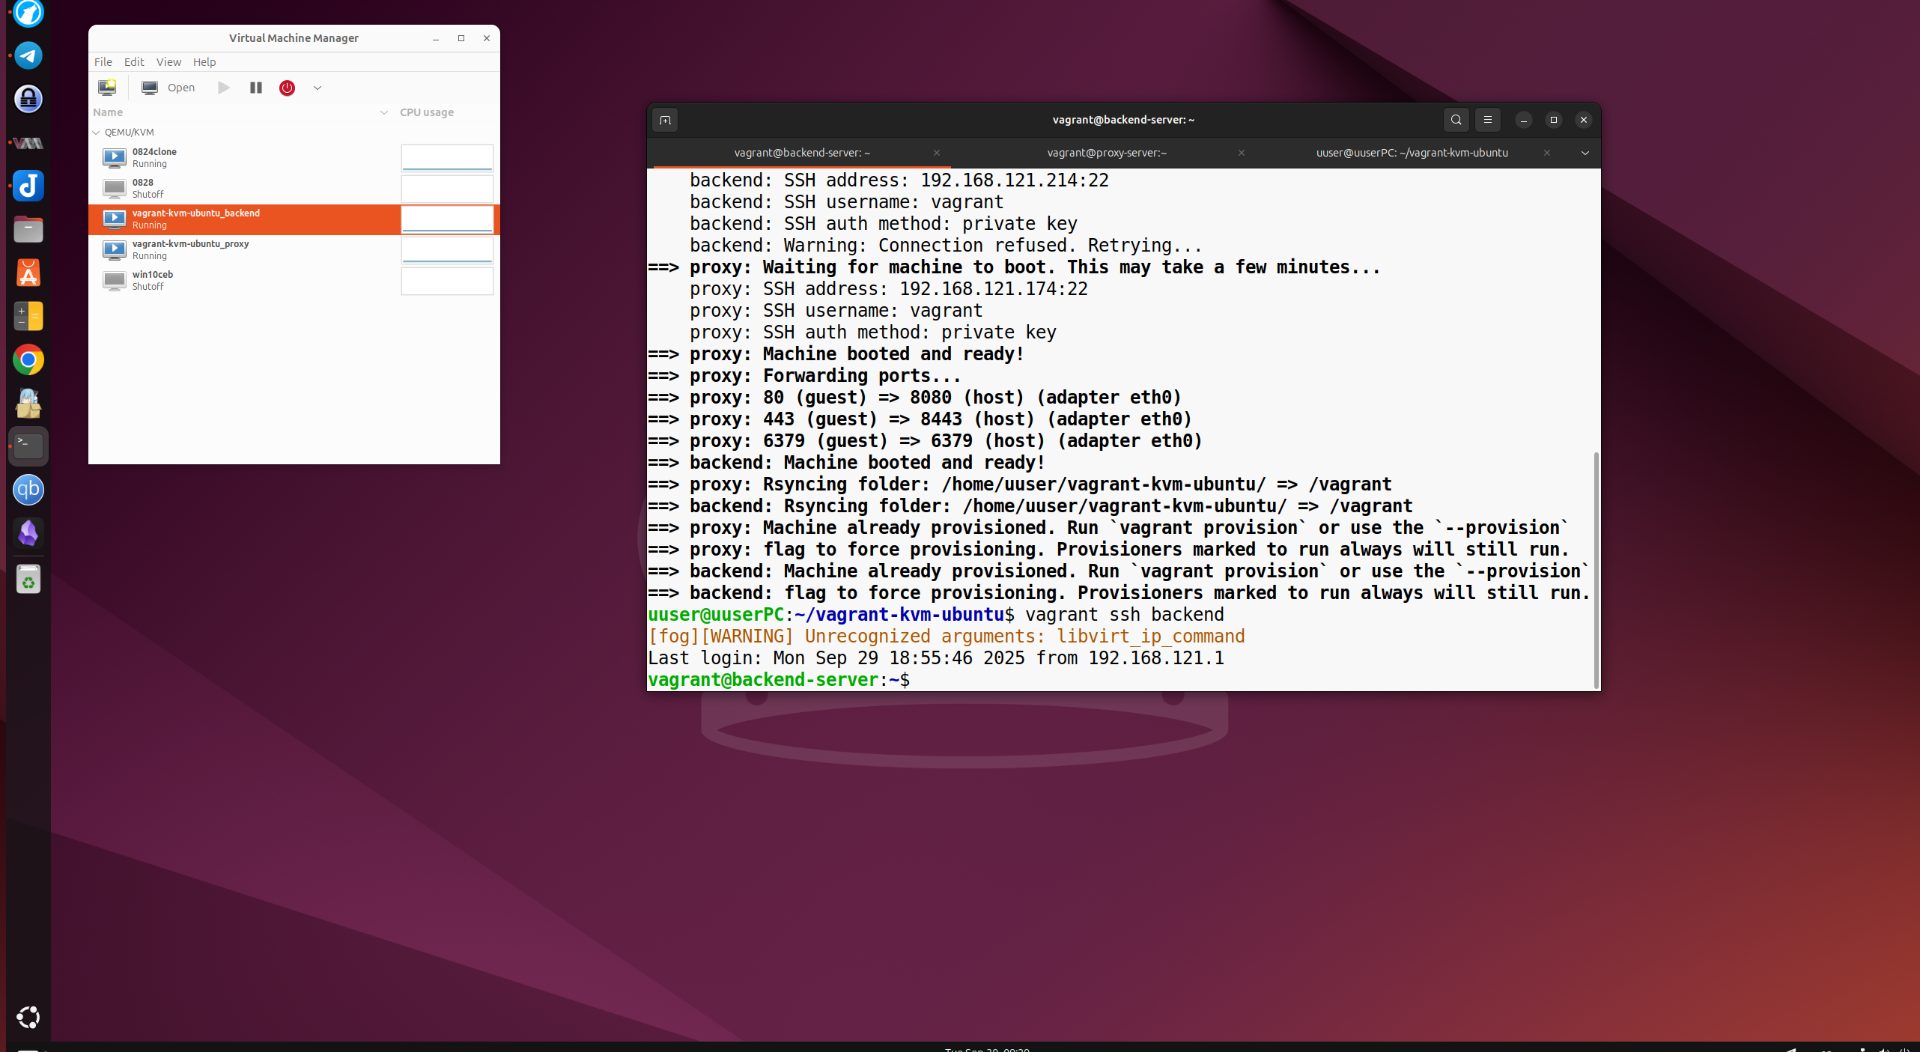 Virtual Machine Manager
File Edit View Help
Open
Name CPU usage
QEMU/KVM
0824clone
Running
0828
Shutoff
vagrant-kvm-ubuntu_backend
Running
vagrant-kvm-ubuntu_proxy
Running
win10ceb
Shutoff
qb
vagrant@backend-server: ~
vagrant@backend-server: ~ vagrant@proxy-server:~ uuser@uuserPC: ~/vagrant-kvm-ubuntu
backend: SSH address: 192.168.121.214:22
backend: SSH username: vagrant
backend: SSH auth method: private key
backend: Warning: Connection refused. Retrying...
==> proxy: Waiting for machine to boot. This may take a few minutes...
proxy: SSH address: 192.168.121.174:22
proxy: SSH username: vagrant
proxy: SSH auth method: private key
==> proxy: Machine booted and ready!
==> proxy: Forwarding ports...
==> proxy: 80 (guest) => 8080 (host) (adapter eth0)
==> proxy: 443 (guest) => 8443 (host) (adapter eth0)
==> proxy: 6379 (guest) => 6379 (host) (adapter eth0)
==> backend: Machine booted and ready!
==> proxy: Rsyncing folder: /home/uuser/vagrant-kvm-ubuntu/ => /vagrant
==> backend: Rsyncing folder: /home/uuser/vagrant-kvm-ubuntu/ => /vagrant
==> proxy: Machine already provisioned. Run `vagrant provision` or use the `--provision`
==> proxy: flag to force provisioning. Provisioners marked to run always will still run.
==> backend: Machine already provisioned. Run `vagrant provision` or use the `--provision`
==> backend: flag to force provisioning. Provisioners marked to run always will still run.
uuser@uuserPC:~/vagrant-kvm-ubuntu$ vagrant ssh backend
[fog][WARNING] Unrecognized arguments: libvirt_ip_command
Last login: Mon Sep 29 18:55:46 2025 from 192.168.121.1
vagrant@backend-server:~$